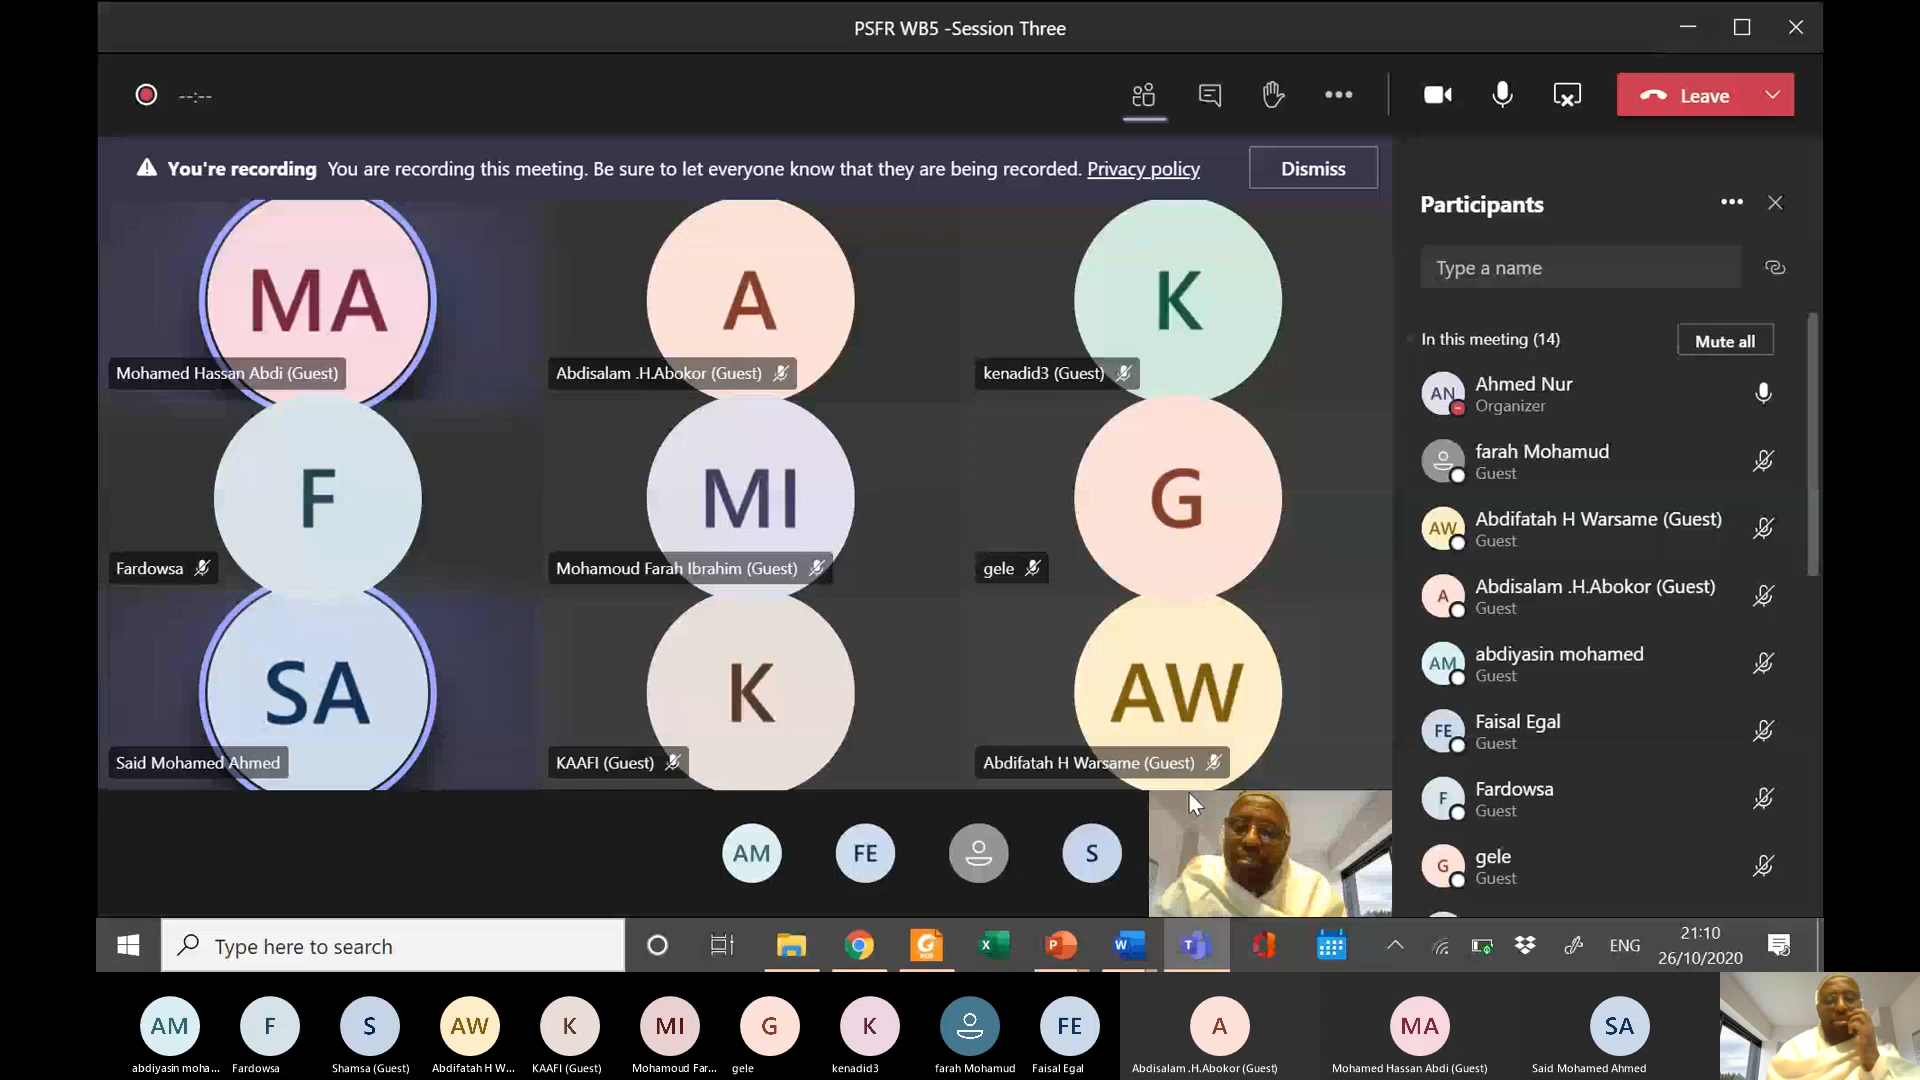 PSFR WB5 -Session Three
--:--
Leave
You're recording You are recording this meeting. Be sure to let everyone know that they are being recorded. Privacy policy
Dismiss
MA
Mohamed Hassan Abdi (Guest)
A
Abdisalam .H.Abokor (Guest)
K
kenadid3 (Guest)
F
Fardowsa
MI
Mohamoud Farah Ibrahim (Guest)
G
gele
SA
Said Mohamed Ahmed
K
KAAFI (Guest)
AW
Abdifatah H Warsame (Guest)
AM
FE
S
Participants
Type a name
In this meeting (14)
Mute all
AN
Ahmed Nur
Organizer
farah Mohamud
Guest
AW
Abdifatah H Warsame (Guest)
Guest
A
Abdisalam .H.Abokor (Guest)
Guest
AM
abdiyasin mohamed
Guest
FE
Faisal Egal
Guest
F
Fardowsa
Guest
G
gele
Guest
Type here to search
ENG
21:10
26/10/2020
AM
abdiyasin moha...
F
Fardowsa
S
Shamsa (Guest)
AW
Abdifatah H W...
K
KAAFI (Guest)
MI
Mohamoud Far...
G
gele
K
kenadid3
farah Mohamud
FE
Faisal Egal
A
Abdisalam .H.Abokor (Guest)
MA
Mohamed Hassan Abdi (Guest)
SA
Said Mohamed Ahmed